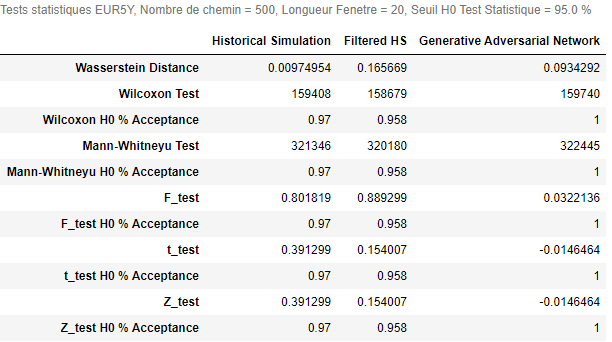 Tests statistiques EUR5Y, Nombre de chemin = 500, Longueur Fenetre = 20, Seuil H0 Test Statistique = 95.0 %
Historical Simulation Filtered HS Generative Adversarial Network
Wasserstein Distance 0.00974954 0.165669 0.0934292
Wilcoxon Test 159408 158679 159740
Wilcoxon H0 % Acceptance 0.97 0.958 1
Mann-Whitneyu Test 321346 320180 322445
Mann-Whitneyu H0 % Acceptance 0.97 0.958 1
F_test 0.801819 0.889299 0.0322136
F_test H0 % Acceptance 0.97 0.958 1
t_test 0.391299 0.154007 -0.0146464
t_test H0 % Acceptance 0.97 0.958 1
Z_test 0.391299 0.154007 -0.0146464
Z_test H0 % Acceptance 0.97 0.958 1